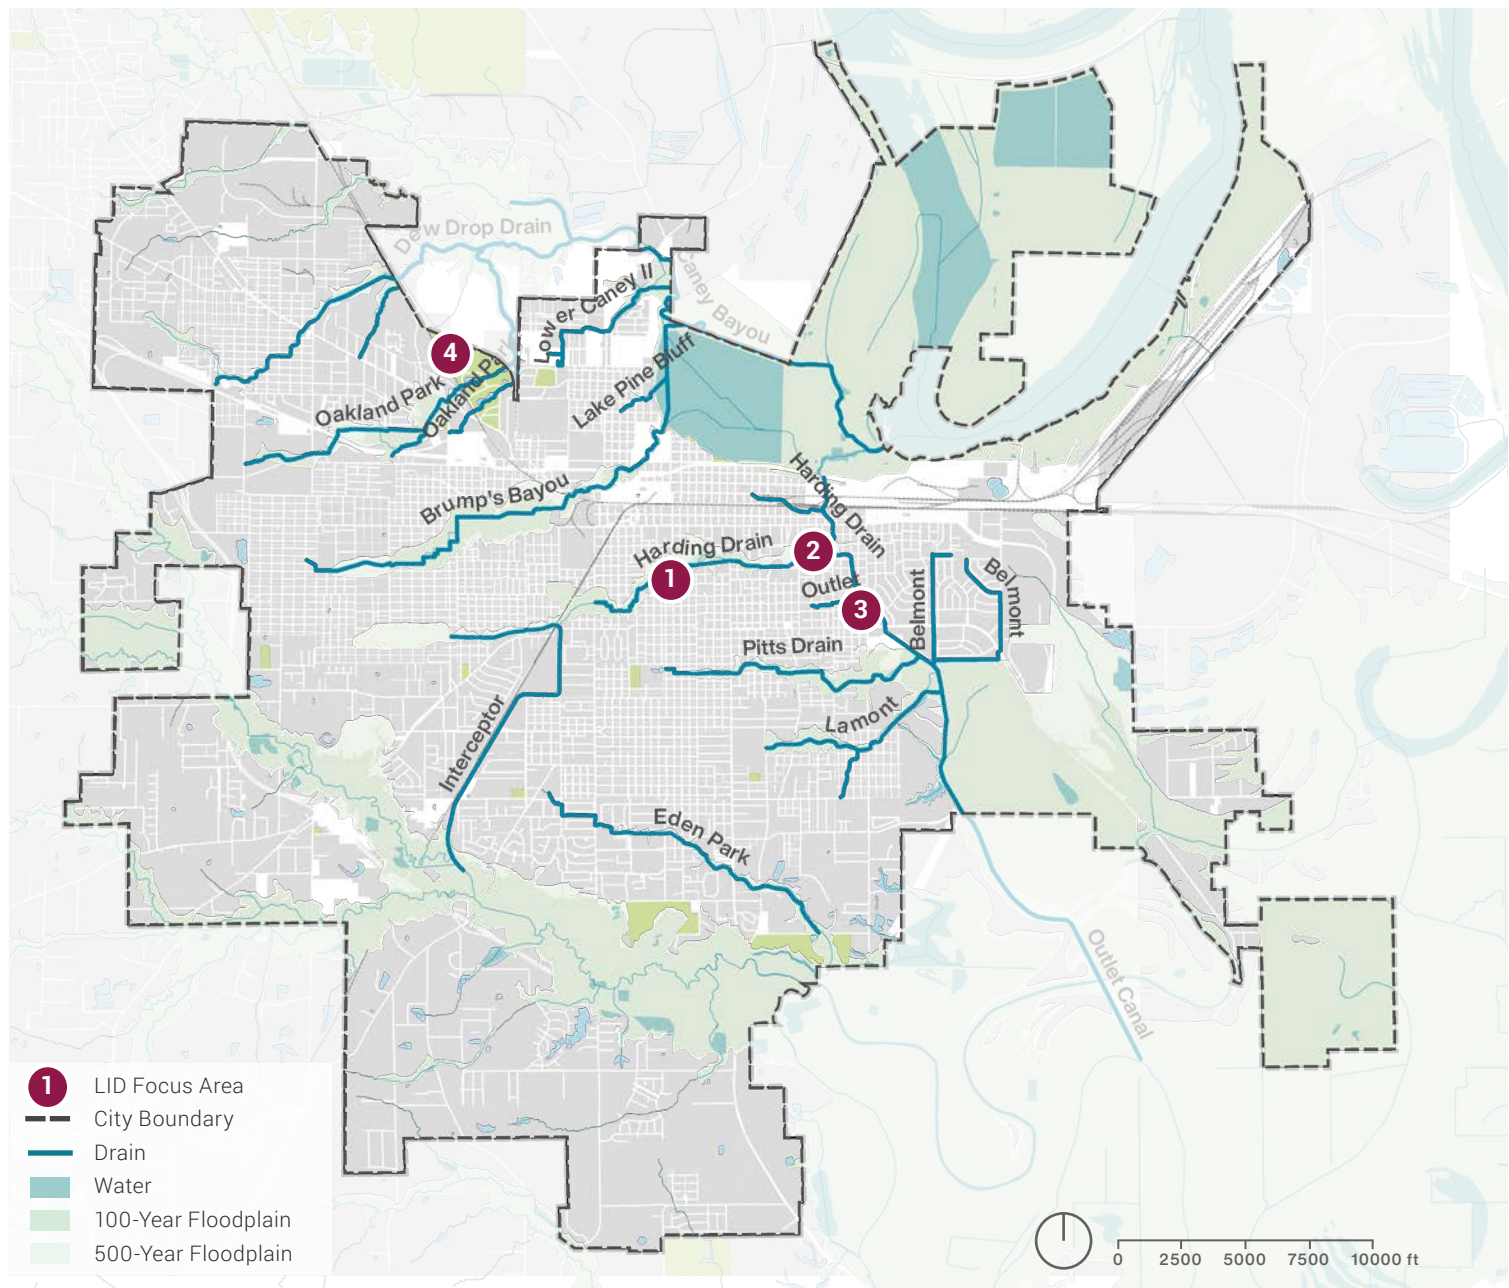 Dew Drop Drain
Lower Caney II
Caney Bayou
4
Oakland Park
Oakland Park
Lake Pine Bluff
Brump's Bayou
Harding Drain
Harding Drain
2
1
Outlet
3
Belmont
Belmont
Pitts Drain
Lamont
Interceptor
Eden Park
Outlet Canal
1 LID Focus Area
City Boundary
Drain
Water
100-Year Floodplain
500-Year Floodplain
0 2500 5000 7500 10000 ft